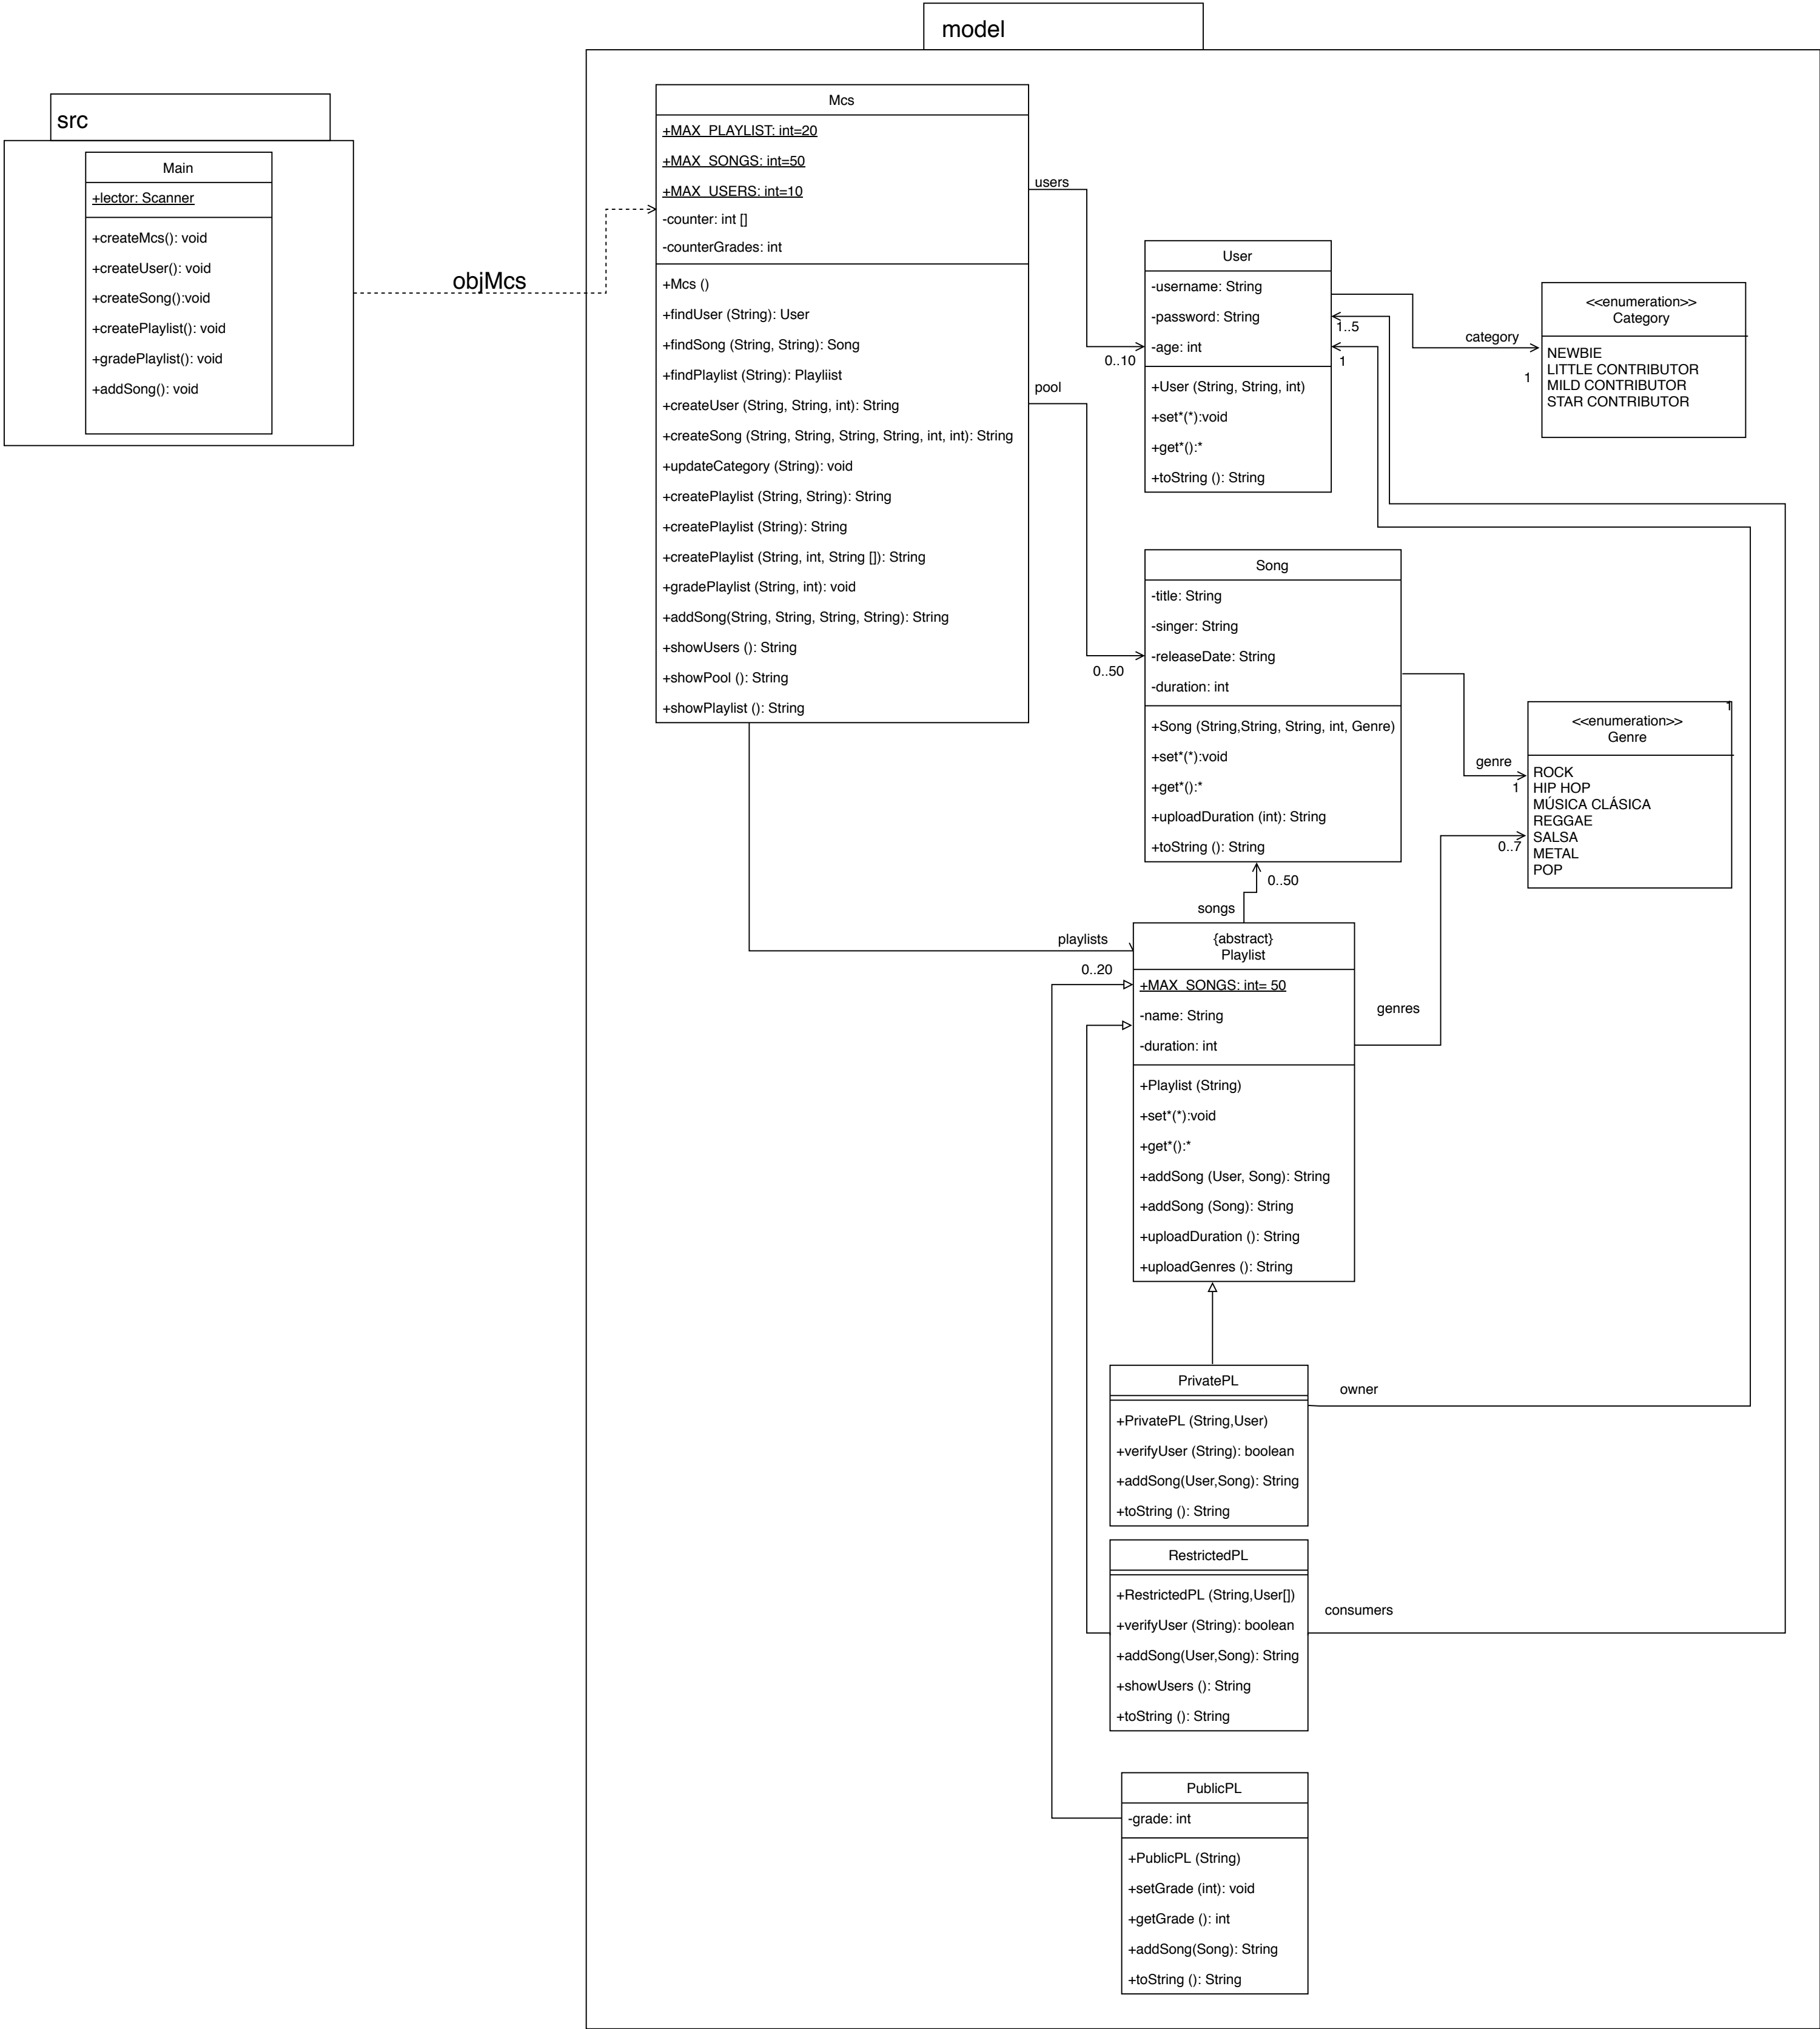 model
src
Main
+lector: Scanner
+createMcs(): void
+createUser(): void
+createSong():void
+createPlaylist(): void
+gradePlaylist(): void
+addSong(): void
objMcs
Mcs
+MAX_PLAYLIST: int=20
+MAX_SONGS: int=50
+MAX_USERS: int=10
-counter: int []
-counterGrades: int
+Mcs ()
+findUser (String): User
+findSong (String, String): Song
+findPlaylist (String): Playliist
+createUser (String, String, int): String
+createSong (String, String, String, String, int, int): String
+updateCategory (String): void
+createPlaylist (String, String): String
+createPlaylist (String): String
+createPlaylist (String, int, String []): String
+gradePlaylist (String, int): void
+addSong(String, String, String, String): String
+showUsers (): String
+showPool (): String
+showPlaylist (): String
users
0..10
pool
0..50
playlists
0..20
User
-username: String
-password: String
-age: int
+User (String, String, int)
+set*(*):void
+get*():*
+toString (): String
1..5
1
category
1
<<enumeration>>
Category
NEWBIE
LITTLE CONTRIBUTOR
MILD CONTRIBUTOR
STAR CONTRIBUTOR
Song
-title: String
-singer: String
-releaseDate: String
-duration: int
+Song (String,String, String, int, Genre)
+set*(*):void
+get*():*
+uploadDuration (int): String
+toString (): String
genre
1
0..7
1
<<enumeration>>
Genre
ROCK
HIP HOP
MÚSICA CLÁSICA
REGGAE
SALSA
METAL
POP
0..50
songs
{abstract}
Playlist
+MAX_SONGS: int= 50
-name: String
-duration: int
+Playlist (String)
+set*(*):void
+get*():*
+addSong (User, Song): String
+addSong (Song): String
+uploadDuration (): String
+uploadGenres (): String
genres
PrivatePL
+PrivatePL (String,User)
+verifyUser (String): boolean
+addSong(User,Song): String
+toString (): String
owner
RestrictedPL
+RestrictedPL (String,User[])
+verifyUser (String): boolean
+addSong(User,Song): String
+showUsers (): String
+toString (): String
consumers
PublicPL
-grade: int
+PublicPL (String)
+setGrade (int): void
+getGrade (): int
+addSong(Song): String
+toString (): String